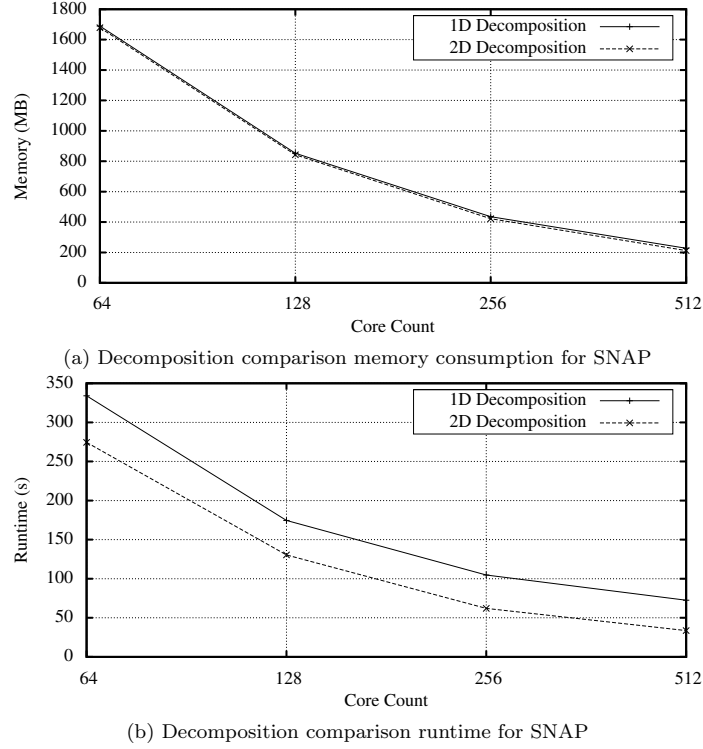 1800
1600
1400
1200
1000
800
600
400
200
0
Memory (MB)
1D Decomposition
2D Decomposition
64 128 256 512
Core Count
(a) Decomposition comparison memory consumption for SNAP
350
300
250
200
150
100
50
0
Runtime (s)
1D Decomposition
2D Decomposition
64 128 256 512
Core Count
(b) Decomposition comparison runtime for SNAP